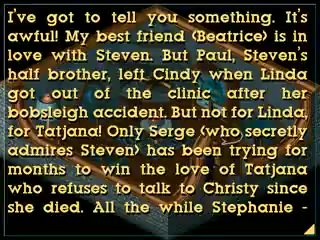 I've got to tell you something. It's
awful! My best friend (Beatrice) is in
love with Steven. But Paul, Steven's
half brother, left Cindy when Linda
got out of the clinic after her
bobsleigh accident. But not for Linda,
for Tatjana! Only Serge (who secretly
admires Steven) has been trying for
months to win the love of Tatjana
who refuses to talk to Christy since
she died. All the while Stephanie -